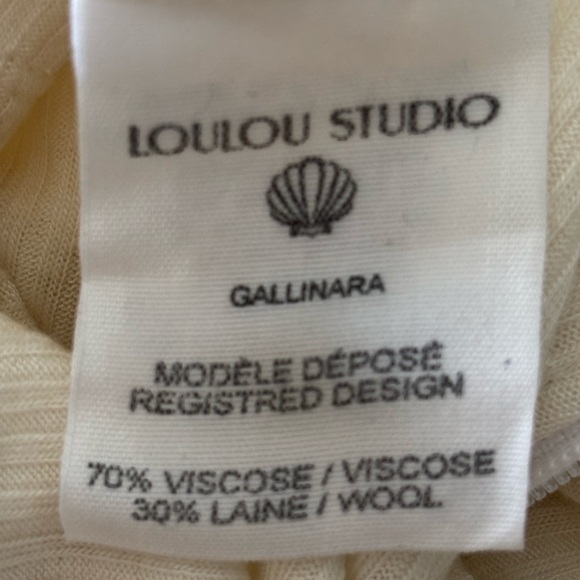 LOULOU STUDIO
GALLINARA
MODÈLE DÉPOSÉ
REGISTRED DESIGN
70% VISCOSE / VISCOSE
30% LAINE / WOOL